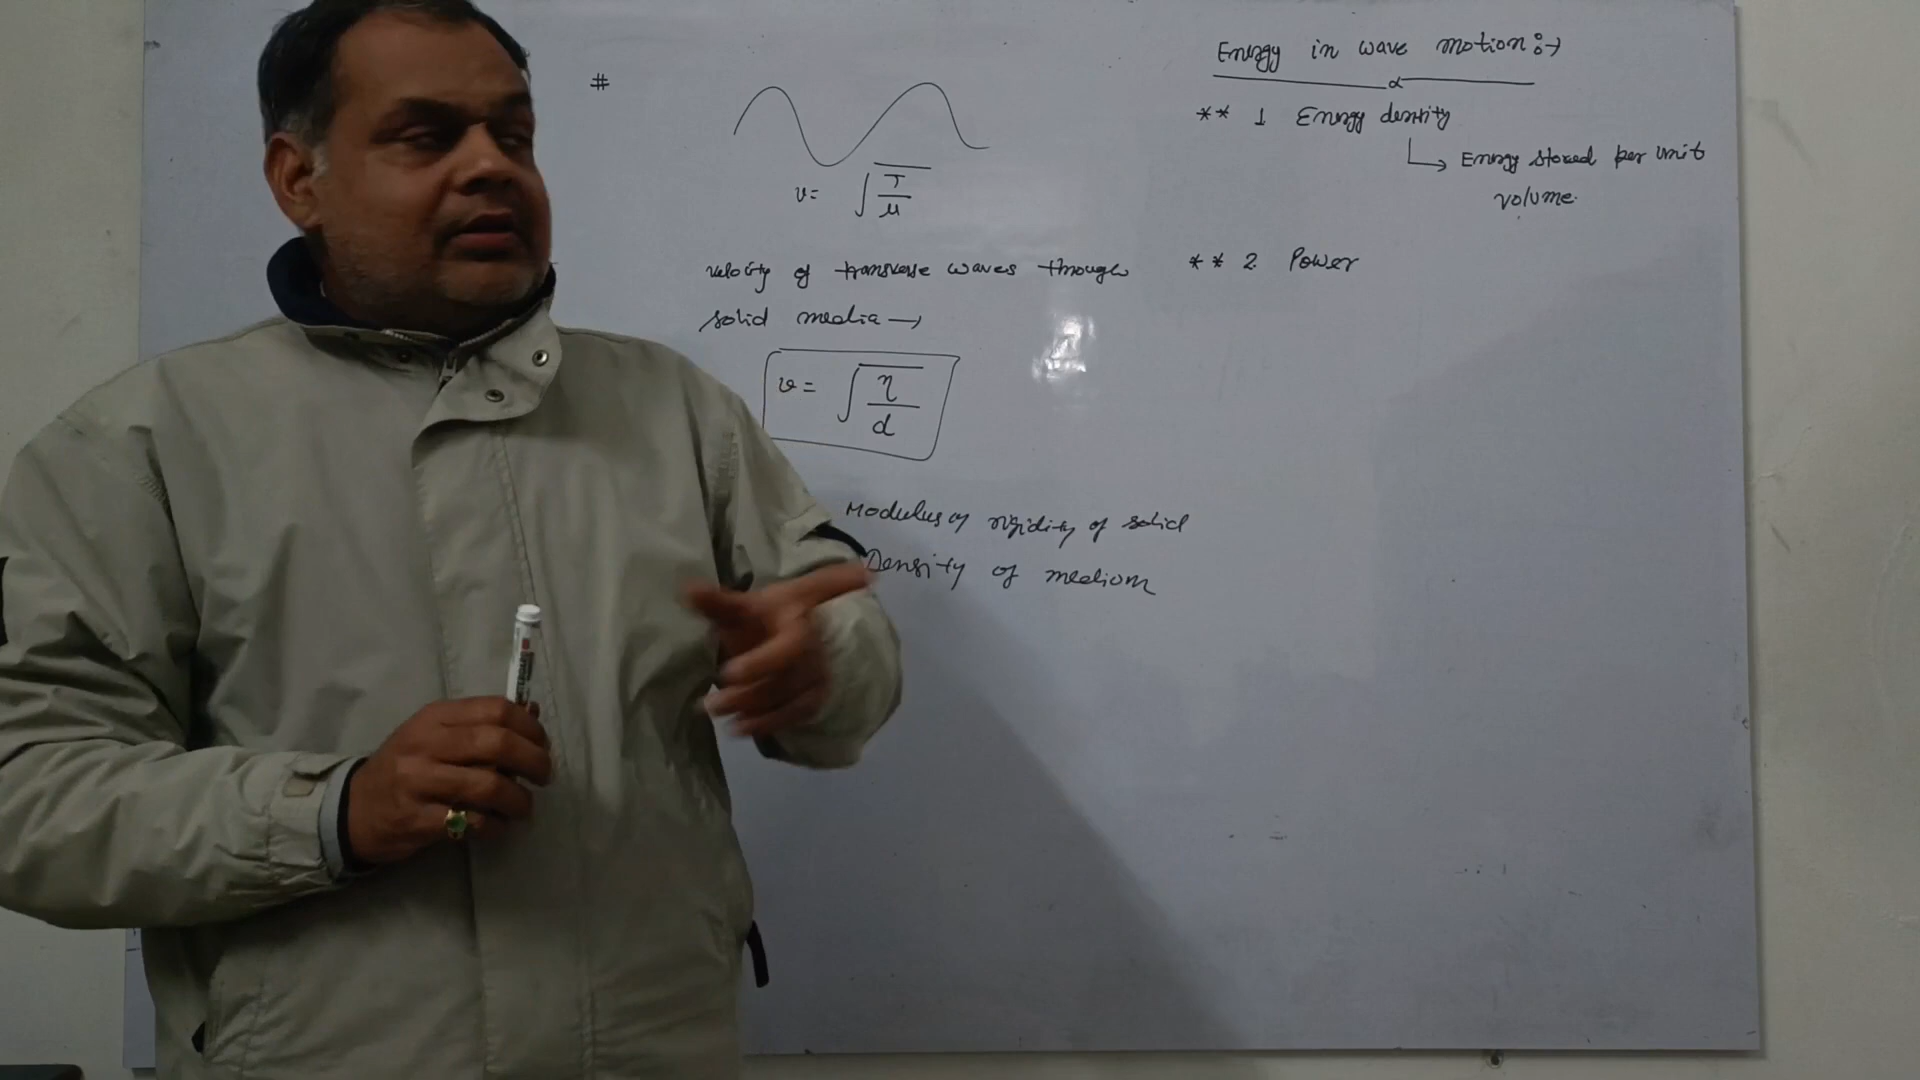 #
v= √T/μ
velocity of transverse waves through
solid media →
v= √η/d
Modulus of rigidity of solid
Density of medium
Energy in wave motion:→
** 1 Energy density
↳ Energy stored per unit
volume.
** 2. Power